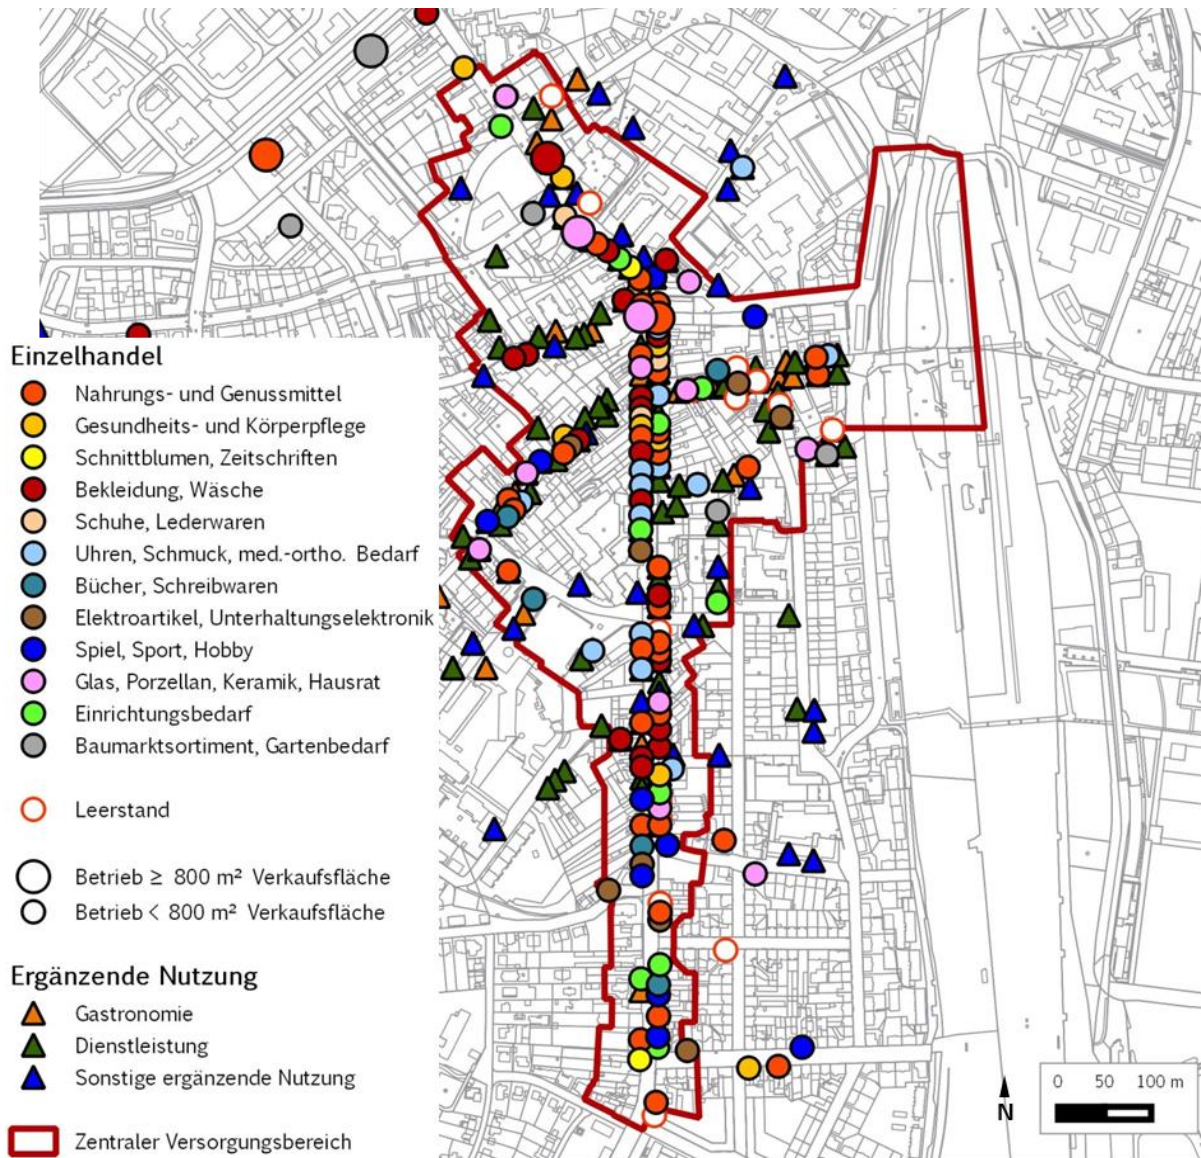 Einzelhandel
Nahrungs- und Genussmittel
Gesundheits- und Körperpflege
Schnittblumen, Zeitschriften
Bekleidung, Wäsche
Schuhe, Lederwaren
Uhren, Schmuck, med.-ortho. Bedarf
Bücher, Schreibwaren
Elektroartikel, Unterhaltungselektronik
Spiel, Sport, Hobby
Glas, Porzellan, Keramik, Hausrat
Einrichtungsbedarf
Baumarktsortiment, Gartenbedarf
Leerstand
Betrieb ≥ 800 m² Verkaufsfläche
Betrieb < 800 m² Verkaufsfläche
Ergänzende Nutzung
Gastronomie
Dienstleistung
Sonstige ergänzende Nutzung
Zentraler Versorgungsbereich
0 50 100 m
N